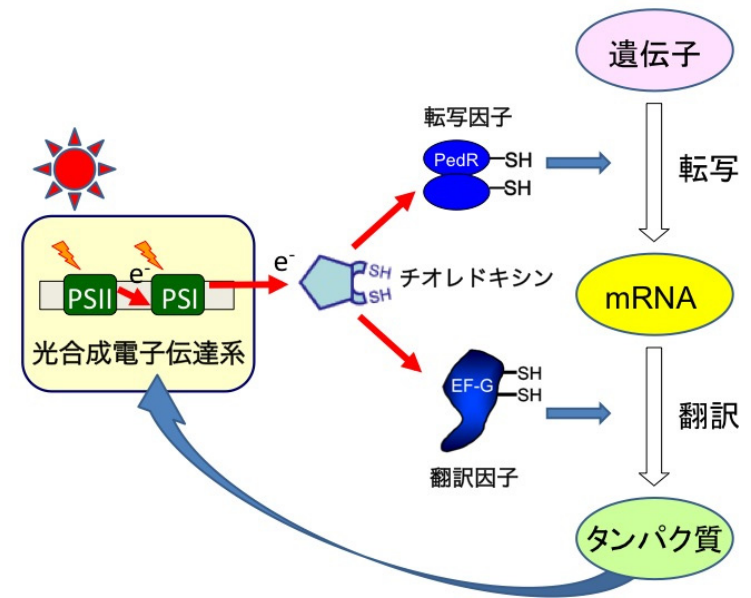 遺伝子
転写因子
PedR
SH
SH
転写
e⁻
PSII
PSI
e⁻
SH
SH
チオレドキシン
mRNA
光合成電子伝達系
EF-G
SH
SH
翻訳
翻訳因子
タンパク質